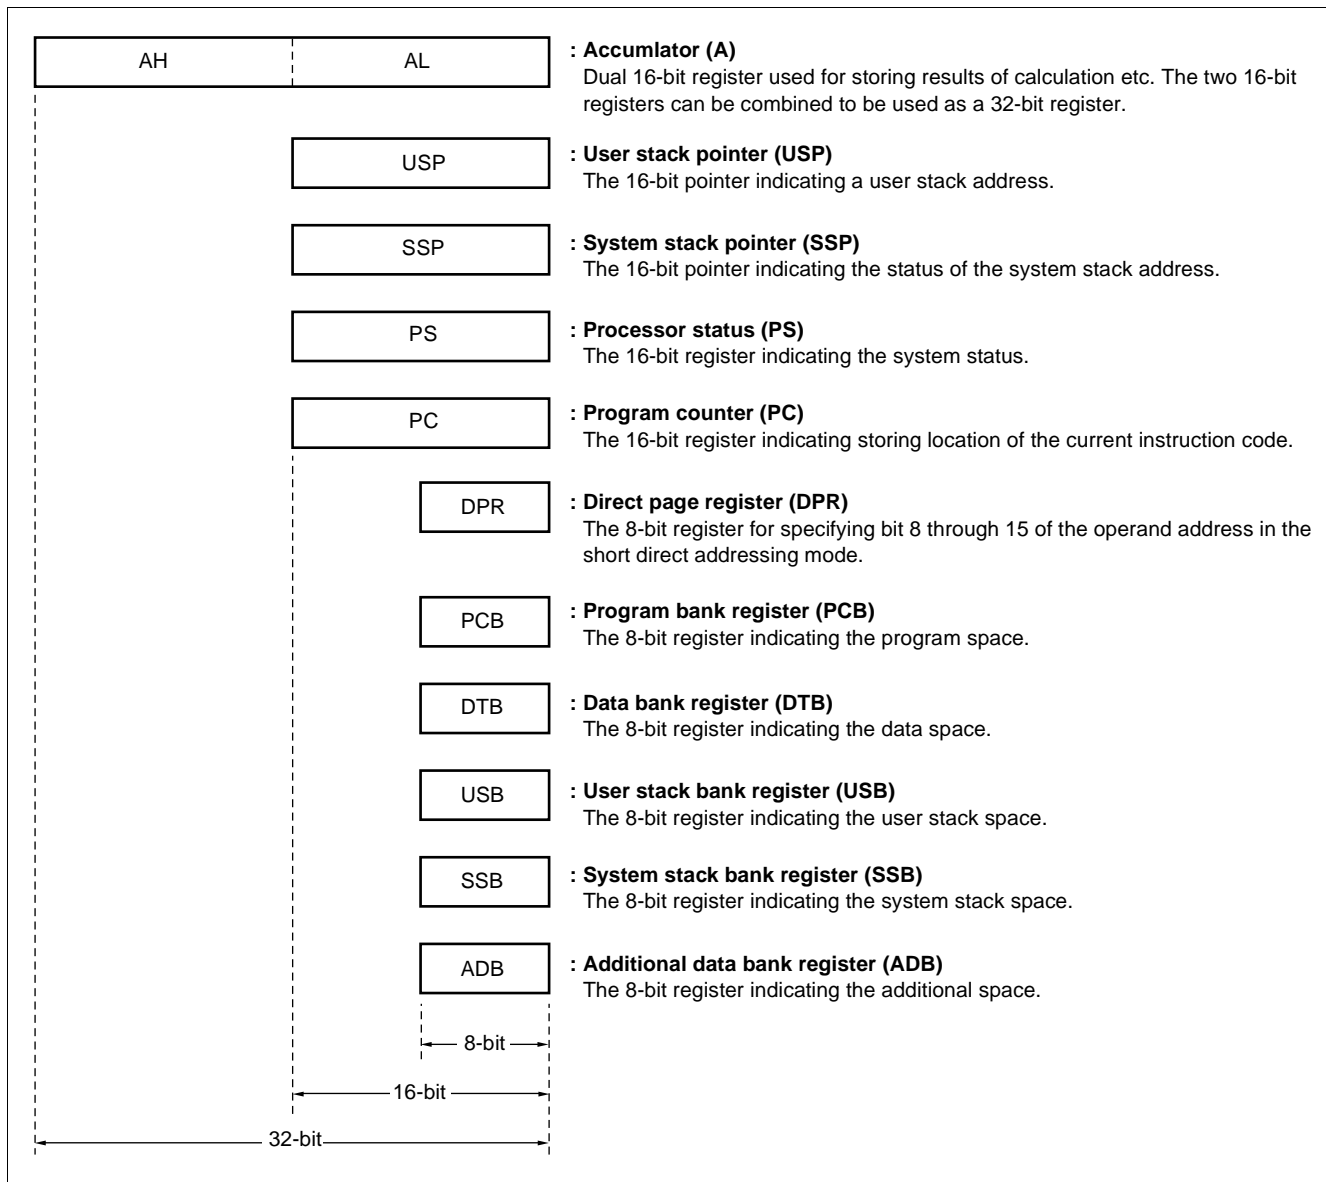 AH AL : Accumlator (A)
Dual 16-bit register used for storing results of calculation etc. The two 16-bit
registers can be combined to be used as a 32-bit register.
USP : User stack pointer (USP)
The 16-bit pointer indicating a user stack address.
SSP : System stack pointer (SSP)
The 16-bit pointer indicating the status of the system stack address.
PS : Processor status (PS)
The 16-bit register indicating the system status.
PC : Program counter (PC)
The 16-bit register indicating storing location of the current instruction code.
DPR : Direct page register (DPR)
The 8-bit register for specifying bit 8 through 15 of the operand address in the
short direct addressing mode.
PCB : Program bank register (PCB)
The 8-bit register indicating the program space.
DTB : Data bank register (DTB)
The 8-bit register indicating the data space.
USB : User stack bank register (USB)
The 8-bit register indicating the user stack space.
SSB : System stack bank register (SSB)
The 8-bit register indicating the system stack space.
ADB : Additional data bank register (ADB)
The 8-bit register indicating the additional space.
8-bit
16-bit
32-bit